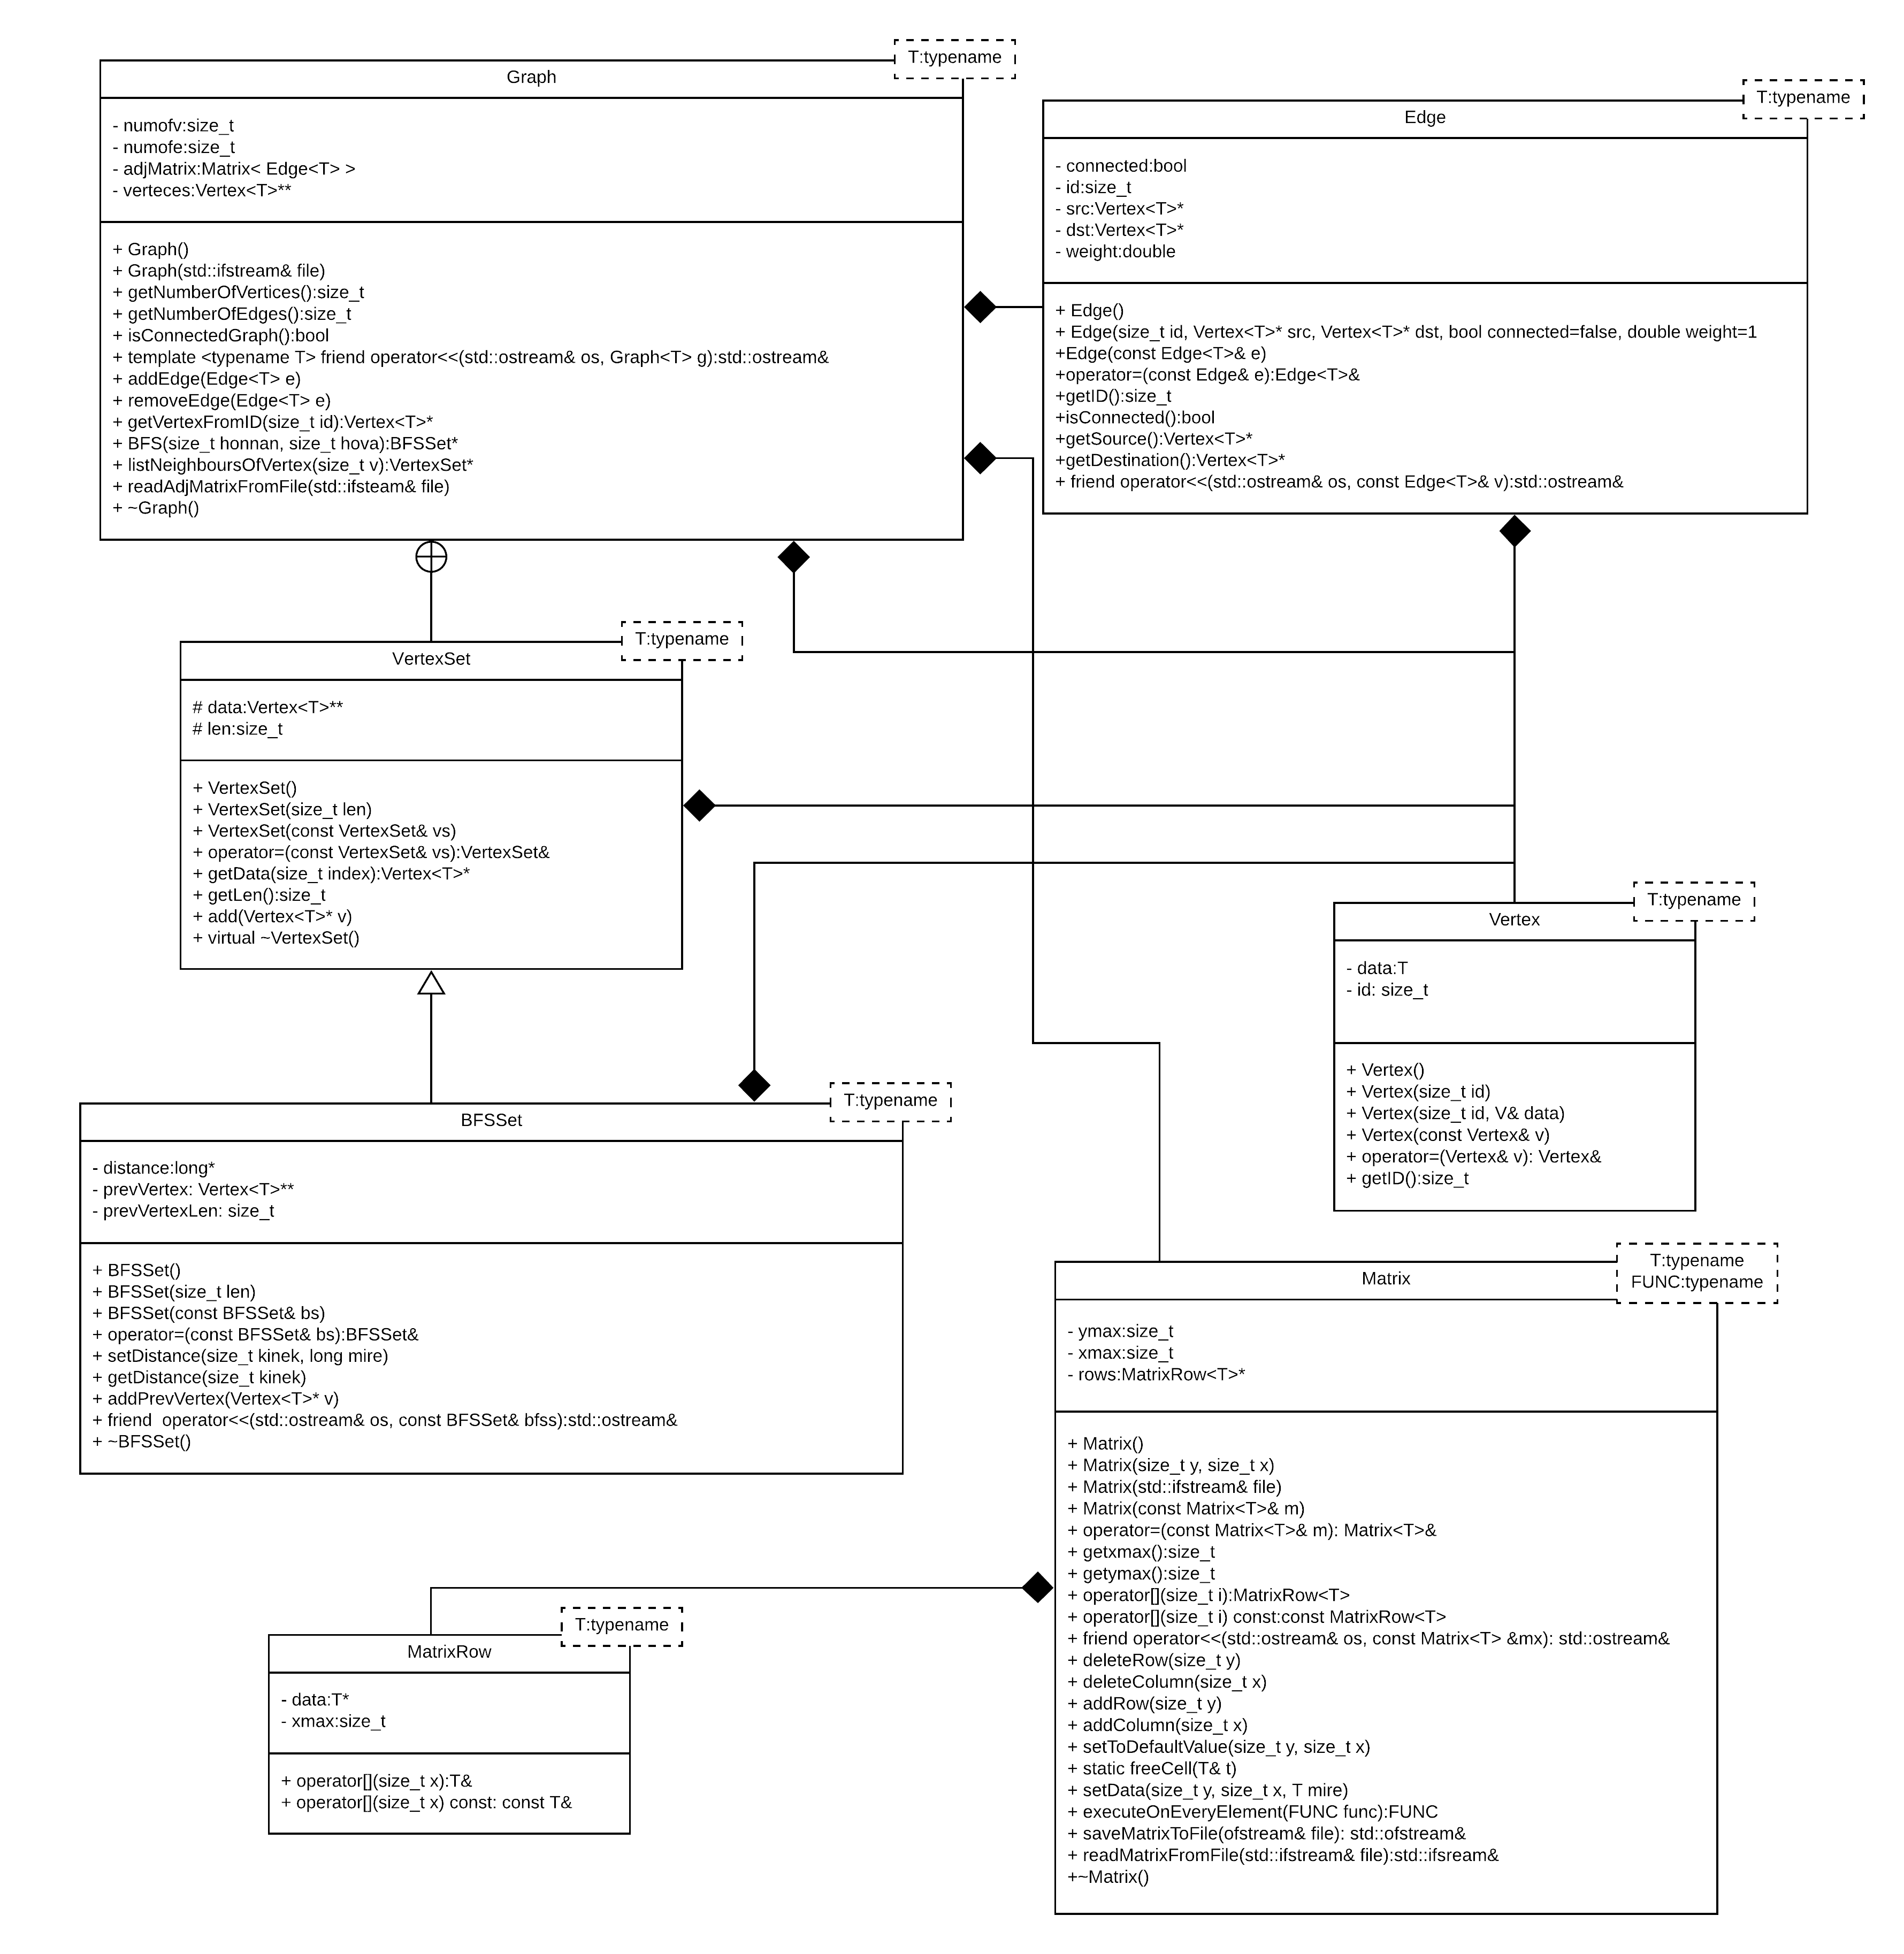 T:typename
Graph
- numofv:size_t
- numofe:size_t
- adjMatrix:Matrix< Edge<T> >
- verteces:Vertex<T>**
+ Graph()
+ Graph(std::ifstream& file)
+ getNumberOfVertices():size_t
+ getNumberOfEdges():size_t
+ isConnectedGraph():bool
+ template <typename T> friend operator<<(std::ostream& os, Graph<T> g):std::ostream&
+ addEdge(Edge<T> e)
+ removeEdge(Edge<T> e)
+ getVertexFromID(size_t id):Vertex<T>*
+ BFS(size_t honnan, size_t hova):BFSSet*
+ listNeighboursOfVertex(size_t v):VertexSet*
+ readAdjMatrixFromFile(std::ifsteam& file)
+ ~Graph()
T:typename
Edge
- connected:bool
- id:size_t
- src:Vertex<T>*
- dst:Vertex<T>*
- weight:double
+ Edge()
+ Edge(size_t id, Vertex<T>* src, Vertex<T>* dst, bool connected=false, double weight=1
+Edge(const Edge<T>& e)
+operator=(const Edge& e):Edge<T>&
+getID():size_t
+isConnected():bool
+getSource():Vertex<T>*
+getDestination():Vertex<T>*
+ friend operator<<(std::ostream& os, const Edge<T>& v):std::ostream&
T:typename
VertexSet
# data:Vertex<T>**
# len:size_t
+ VertexSet()
+ VertexSet(size_t len)
+ VertexSet(const VertexSet& vs)
+ operator=(const VertexSet& vs):VertexSet&
+ getData(size_t index):Vertex<T>*
+ getLen():size_t
+ add(Vertex<T>* v)
+ virtual ~VertexSet()
T:typename
Vertex
- data:T
- id: size_t
+ Vertex()
+ Vertex(size_t id)
+ Vertex(size_t id, V& data)
+ Vertex(const Vertex& v)
+ operator=(Vertex& v): Vertex&
+ getID():size_t
T:typename
BFSSet
- distance:long*
- prevVertex: Vertex<T>**
- prevVertexLen: size_t
+ BFSSet()
+ BFSSet(size_t len)
+ BFSSet(const BFSSet& bs)
+ operator=(const BFSSet& bs):BFSSet&
+ setDistance(size_t kinek, long mire)
+ getDistance(size_t kinek)
+ addPrevVertex(Vertex<T>* v)
+ friend  operator<<(std::ostream& os, const BFSSet& bfss):std::ostream&
+ ~BFSSet()
T:typename
FUNC:typename
Matrix
- ymax:size_t
- xmax:size_t
- rows:MatrixRow<T>*
+ Matrix()
+ Matrix(size_t y, size_t x)
+ Matrix(std::ifstream& file)
+ Matrix(const Matrix<T>& m)
+ operator=(const Matrix<T>& m): Matrix<T>&
+ getxmax():size_t
+ getymax():size_t
+ operator[](size_t i):MatrixRow<T>
+ operator[](size_t i) const:const MatrixRow<T>
+ friend operator<<(std::ostream& os, const Matrix<T> &mx): std::ostream&
+ deleteRow(size_t y)
+ deleteColumn(size_t x)
+ addRow(size_t y)
+ addColumn(size_t x)
+ setToDefaultValue(size_t y, size_t x)
+ static freeCell(T& t)
+ setData(size_t y, size_t x, T mire)
+ executeOnEveryElement(FUNC func):FUNC
+ saveMatrixToFile(ofstream& file): std::ofstream&
+ readMatrixFromFile(std::ifstream& file):std::ifsream&
+~Matrix()
T:typename
MatrixRow
- data:T*
- xmax:size_t
+ operator[](size_t x):T&
+ operator[](size_t x) const: const T&